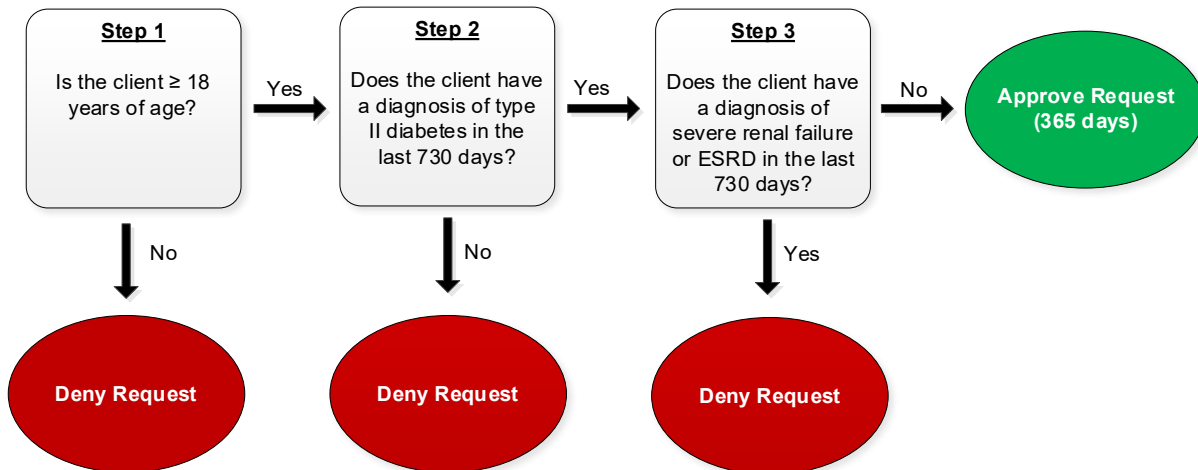 Step 1
Is the client ≥ 18
years of age?
Yes
Step 2
Does the client have
a diagnosis of type
II diabetes in the
last 730 days?
Yes
Step 3
Does the client have
a diagnosis of
severe renal failure
or ESRD in the last
730 days?
No
Approve Request
(365 days)
No
No
Yes
Deny Request
Deny Request
Deny Request